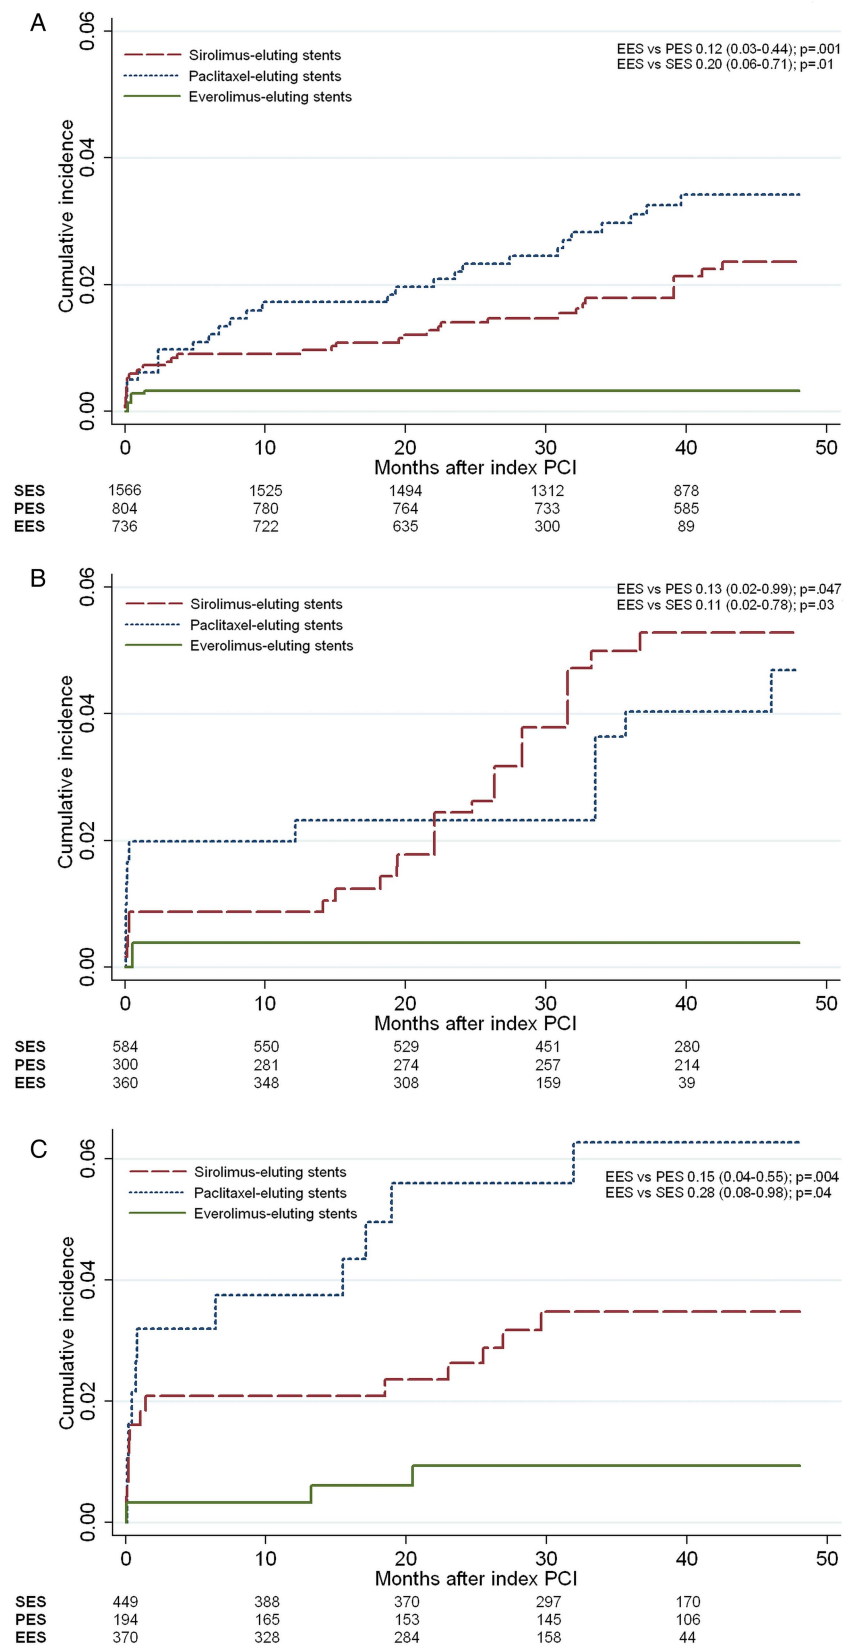 A
0.06
Sirolimus-eluting stents
Paclitaxel-eluting stents
Everolimus-eluting stents
EES vs PES 0.12 (0.03-0.44); p=.001
EES vs SES 0.20 (0.06-0.71); p=.01
Cumulative incidence
0.04
0.02
0.00
0 10 20 30 40 50
Months after index PCI
SES 1566 1525 1494 1312 878
PES 804 780 764 733 585
EES 736 722 635 300 89
B
0.06
Sirolimus-eluting stents
Paclitaxel-eluting stents
Everolimus-eluting stents
EES vs PES 0.13 (0.02-0.99); p=.047
EES vs SES 0.11 (0.02-0.78); p=.03
Cumulative incidence
0.04
0.02
0.00
0 10 20 30 40 50
Months after index PCI
SES 584 550 529 451 280
PES 300 281 274 257 214
EES 360 348 308 159 39
C
0.06
Sirolimus-eluting stents
Paclitaxel-eluting stents
Everolimus-eluting stents
EES vs PES 0.15 (0.04-0.55); p=.004
EES vs SES 0.28 (0.08-0.98); p=.04
Cumulative incidence
0.04
0.02
0.00
0 10 20 30 40 50
Months after index PCI
SES 449 388 370 297 170
PES 194 165 153 145 106
EES 370 328 284 158 44